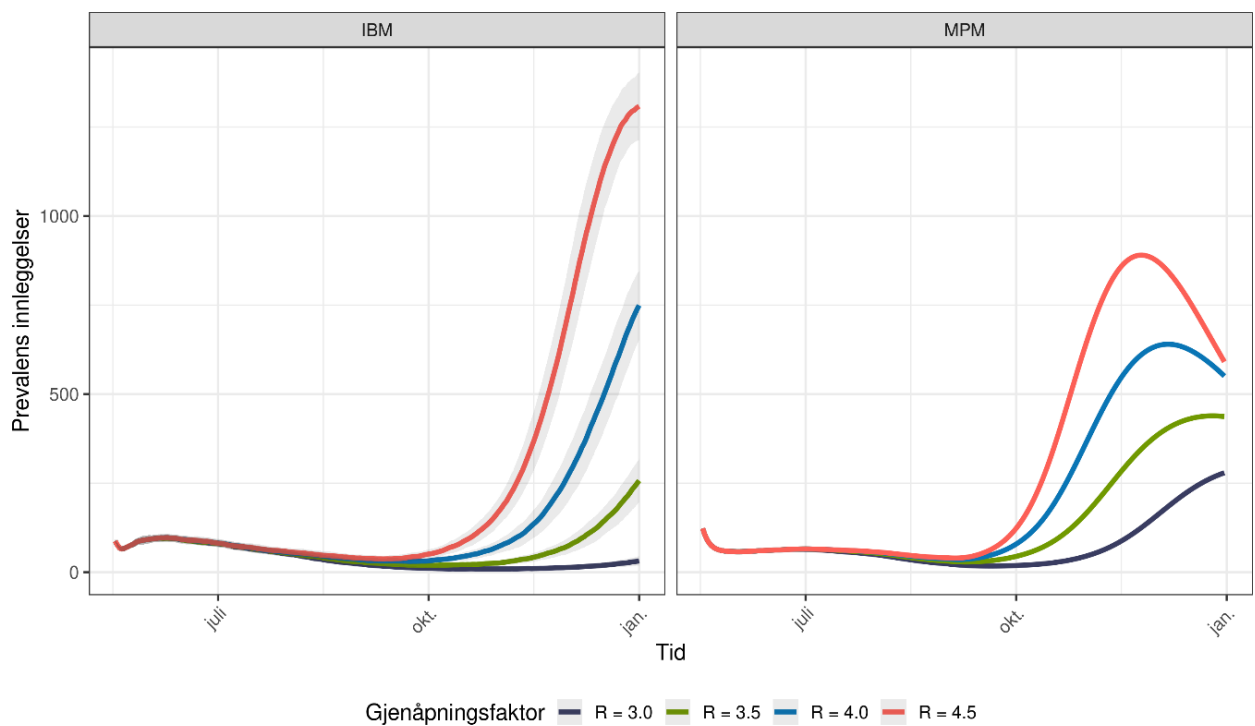 IBM
MPM
Prevalens innleggelser
1000
500
0
juli
okt.
jan.
juli
okt.
jan.
Tid
Gjenåpningsfaktor R = 3.0 R = 3.5 R = 4.0 R = 4.5